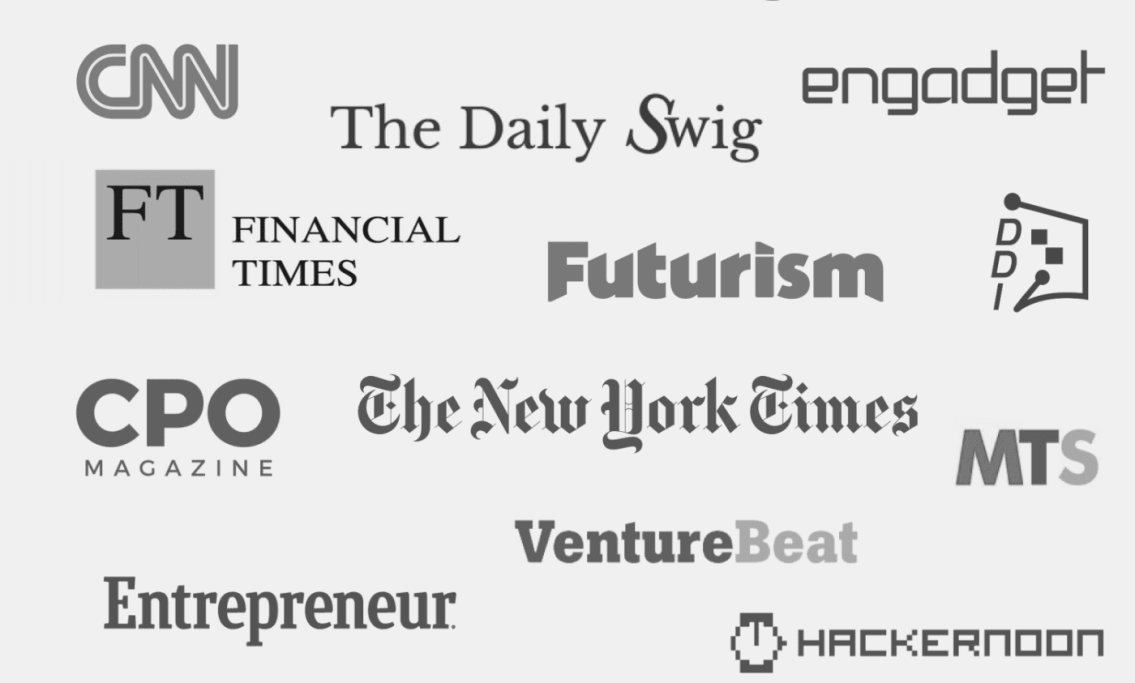 CNN
engadget
The Daily Swig
FT
FINANCIAL
TIMES
Futurism
D
D
I
CPO
MAGAZINE
The New York Times
MTS
VentureBeat
Entrepreneur.
HACKERNOON